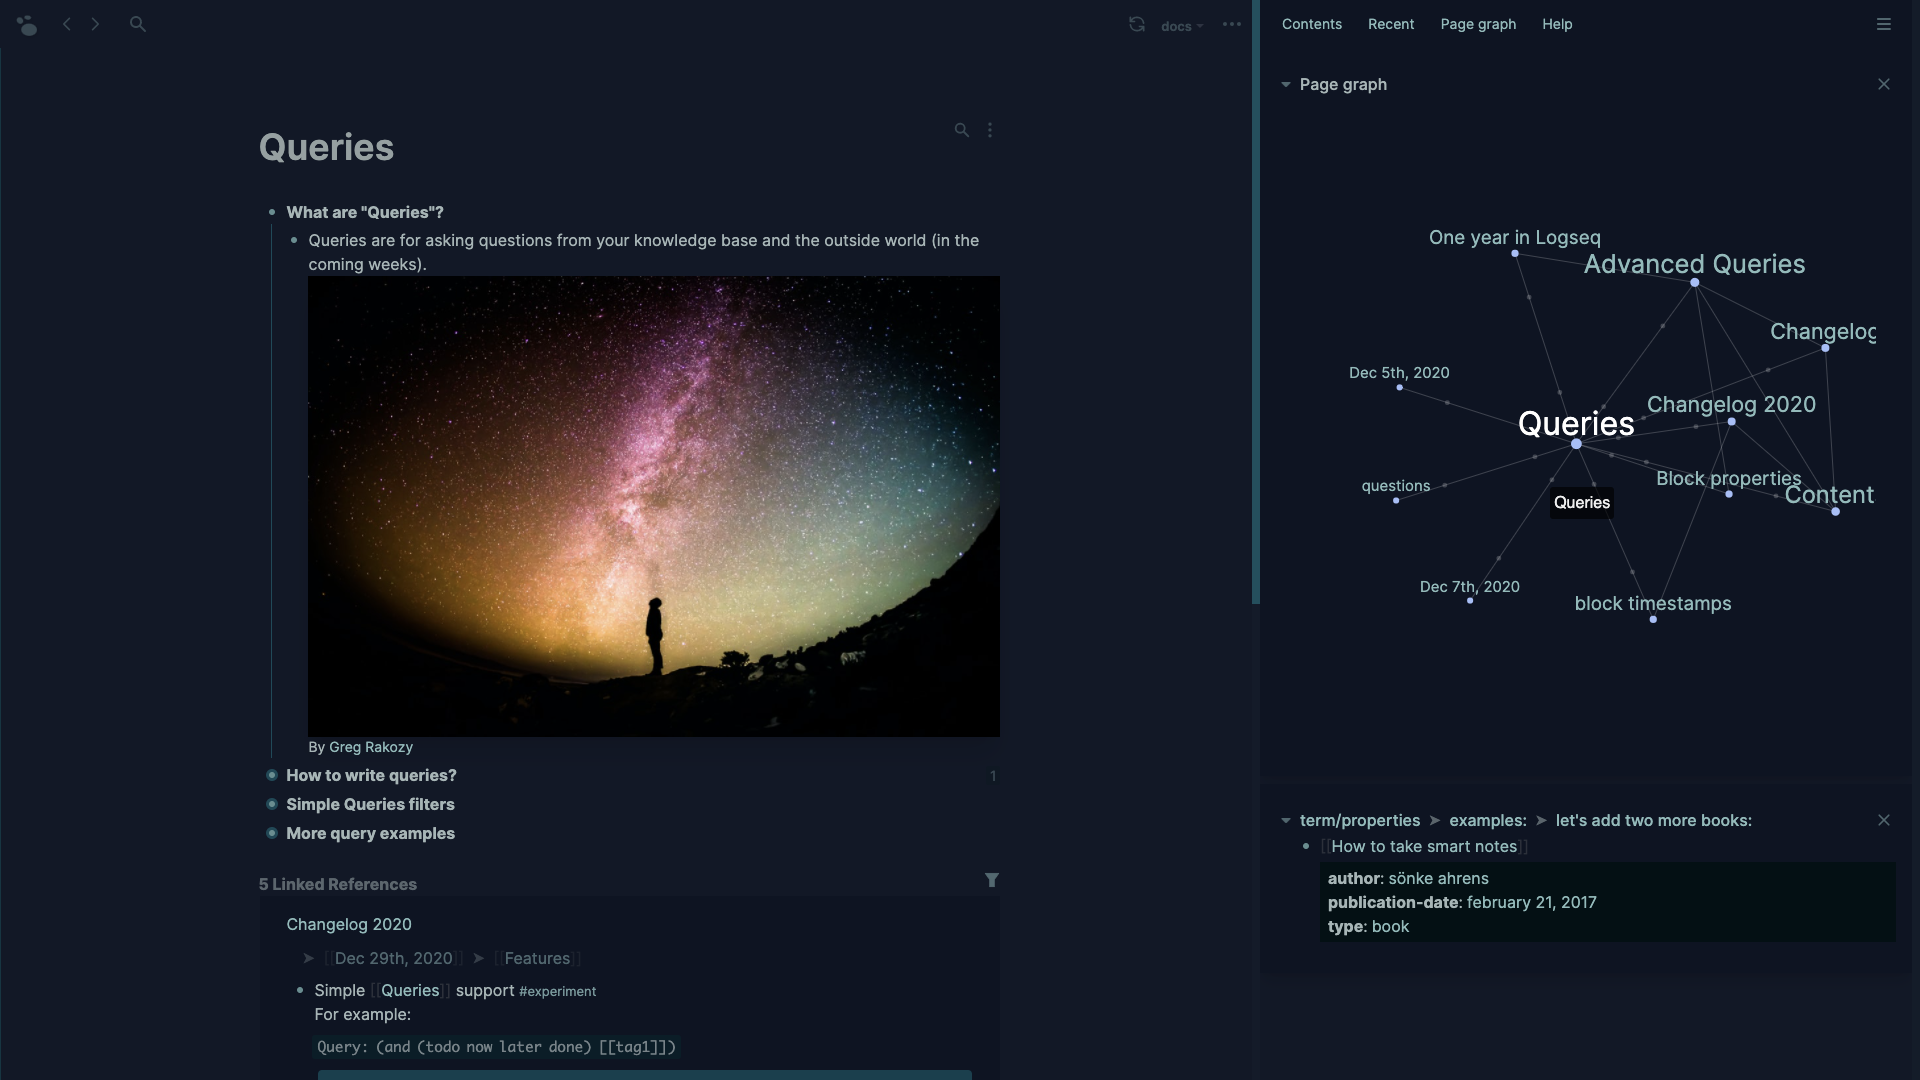 docs
Queries
What are "Queries"?
Queries are for asking questions from your knowledge base and the outside world (in the
coming weeks).
By Greg Rakozy
How to write queries?
1
Simple Queries filters
More query examples
5 Linked References
Changelog 2020
[[Dec 29th, 2020]] ➤ [[Features]]
Simple [[Queries]] support #experiment
For example:
Query: (and (todo now later done) [[tag1]])
Contents Recent Page graph Help
Page graph
One year in Logseq
Advanced Queries
Changelog
Dec 5th, 2020
Changelog 2020
Queries
Block properties
questions
Content
Queries
Dec 7th, 2020
block timestamps
term/properties ➤ examples: ➤ let's add two more books:
[[How to take smart notes]]
author: sönke ahrens
publication-date: february 21, 2017
type: book